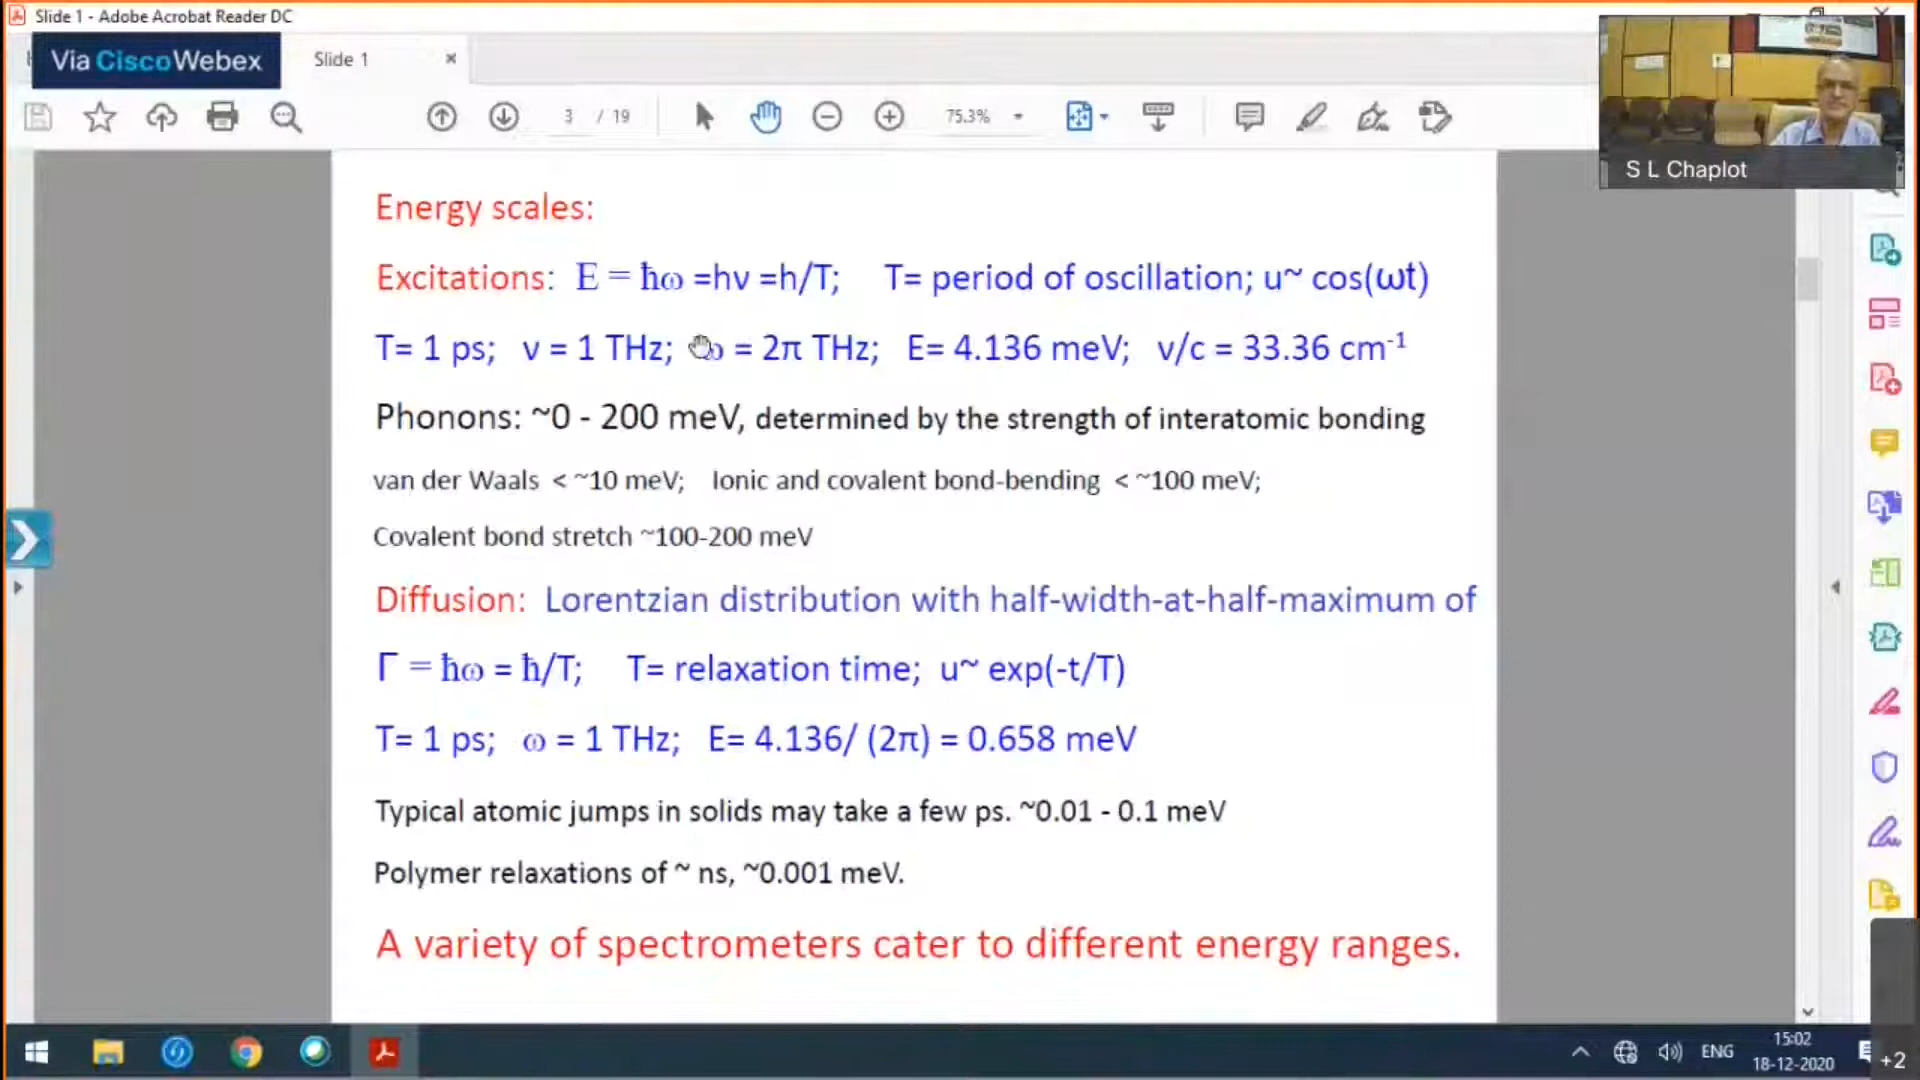 Slide 1 - Adobe Acrobat Reader DC
Via CiscoWebex
Slide 1
3 / 19
75.3%
S L Chaplot
Energy scales:
Excitations: E = ħω =hν =h/T; T= period of oscillation; u~ cos(ωt)
T= 1 ps; ν = 1 THz; ω = 2π THz; E= 4.136 meV; ν/c = 33.36 cm⁻¹
Phonons: ~0 - 200 meV, determined by the strength of interatomic bonding
van der Waals < ~10 meV; Ionic and covalent bond-bending < ~100 meV;
Covalent bond stretch ~100-200 meV
Diffusion: Lorentzian distribution with half-width-at-half-maximum of
Γ = ħω = ħ/T; T= relaxation time; u~ exp(-t/T)
T= 1 ps; ω = 1 THz; E= 4.136/ (2π) = 0.658 meV
Typical atomic jumps in solids may take a few ps. ~0.01 - 0.1 meV
Polymer relaxations of ~ ns, ~0.001 meV.
A variety of spectrometers cater to different energy ranges.
ENG
15:02
18-12-2020
+2